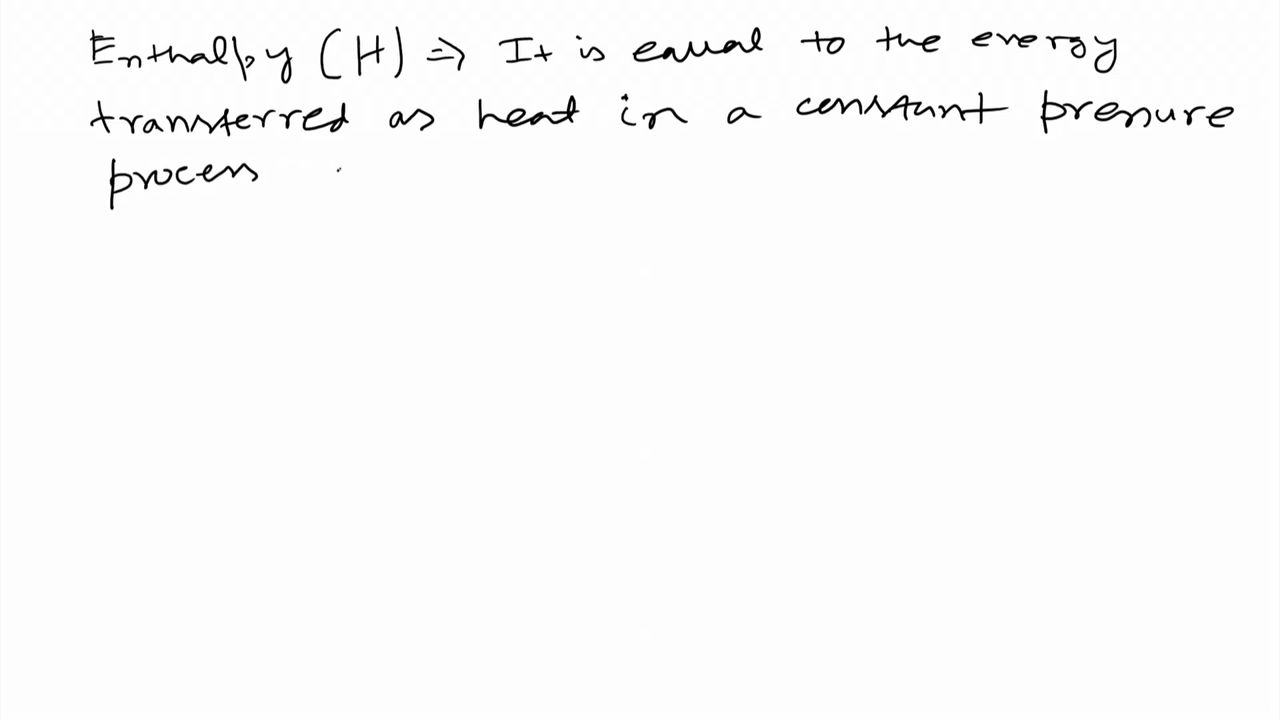 Enthalpy (H) ⇒ It is equal to the energy
transferred as heat in a constant pressure
process